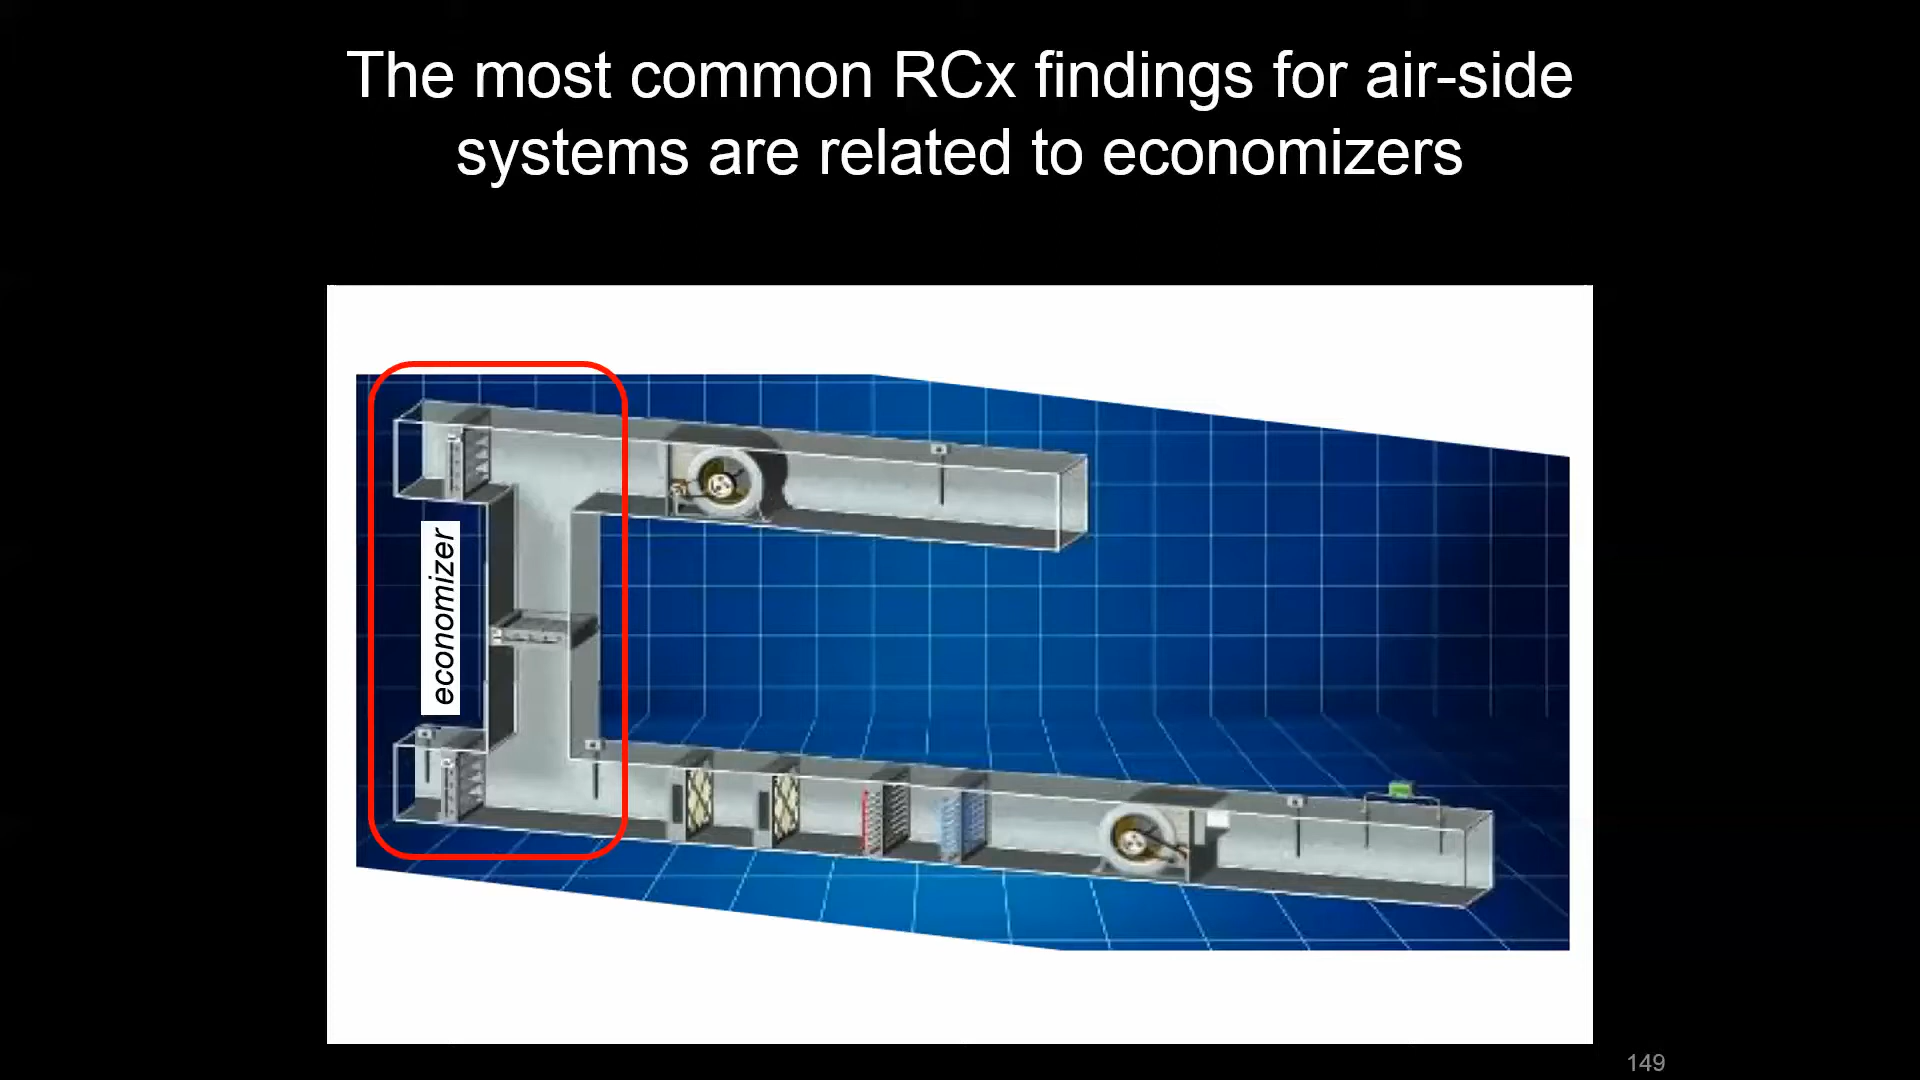 The most common RCx findings for air-side
systems are related to economizers
economizer
149